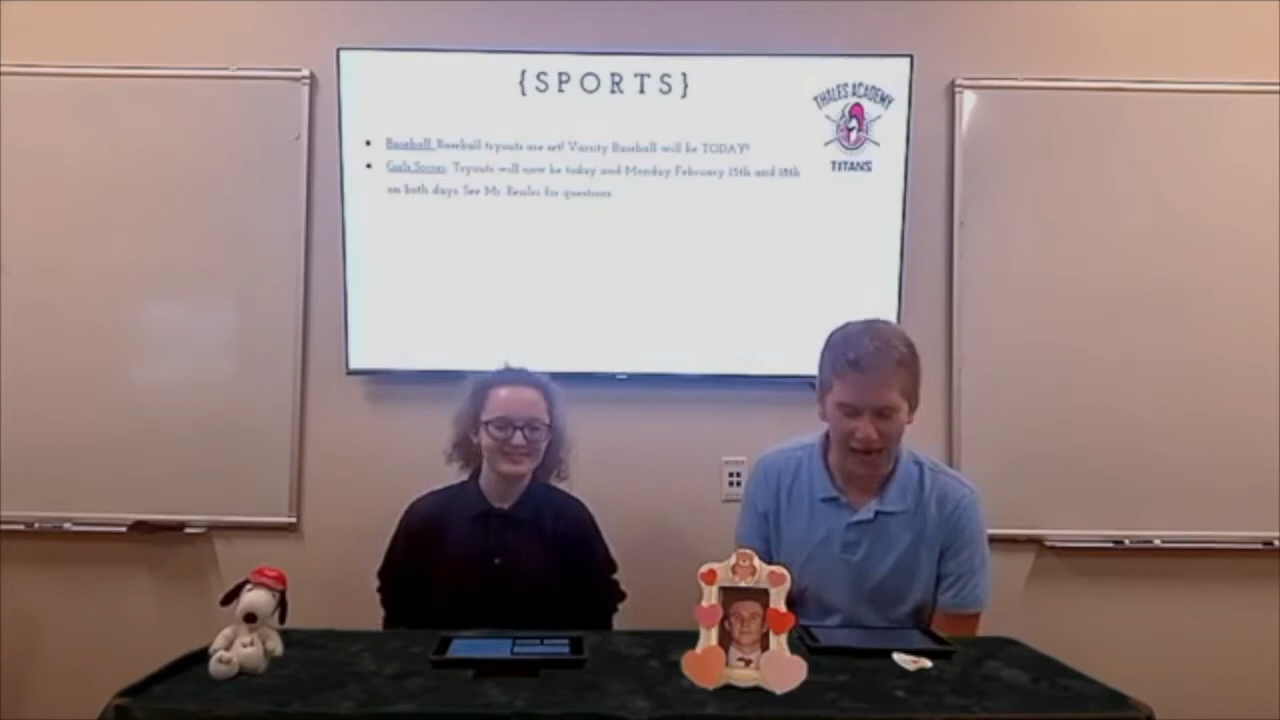 {SPORTS}
THALES ACADEMY
TITANS
Baseball Baseball tryouts are set! Varsity Baseball will be TODAY!
Girls Soccer: Tryouts will now be today and Monday February 15th and 18th
on both days. See Mr. for questions.